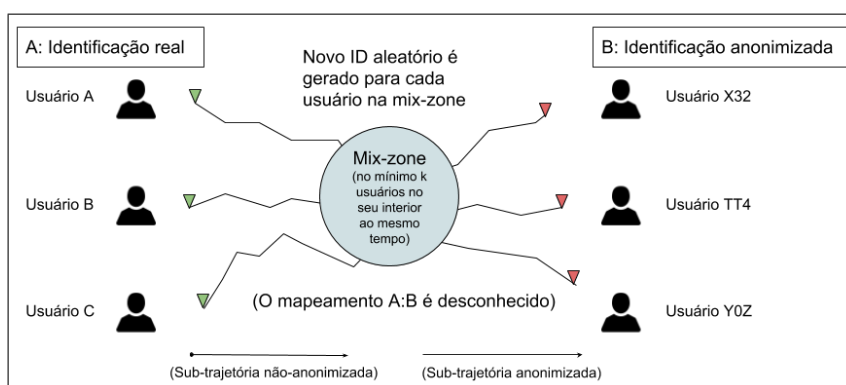 A: Identificação real
Novo ID aleatório é
gerado para cada
usuário na mix-zone
B: Identificação anonimizada
Usuário A
Usuário X32
Mix-zone
(no mínimo k
usuários no
seu interior
ao mesmo
tempo)
Usuário B
Usuário TT4
Usuário C
(O mapeamento A:B é desconhecido)
Usuário Y0Z
(Sub-trajetória não-anonimizada)
(Sub-trajetória anonimizada)